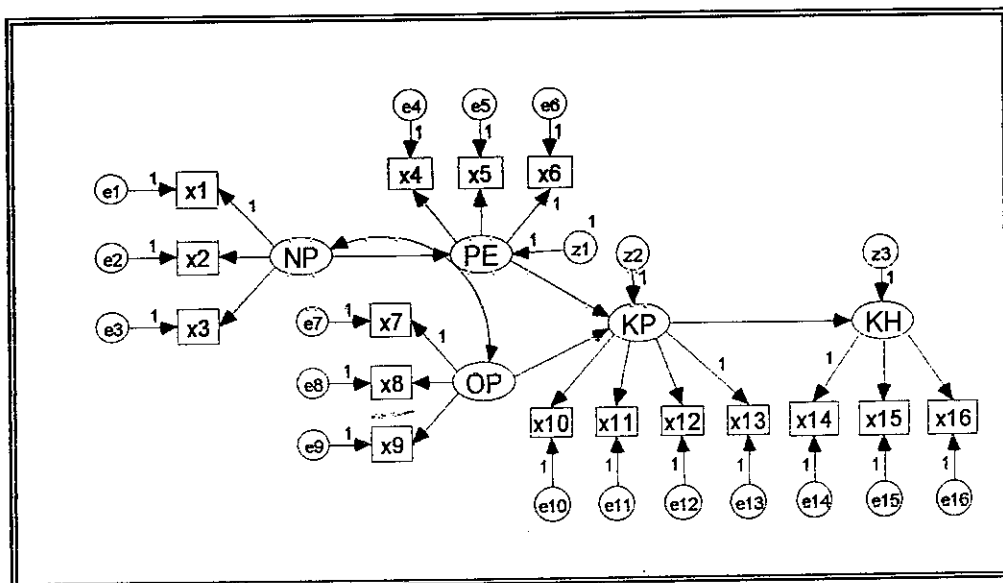 e4 e5 e6
1 1 1
x4 x5 x6
e1 1 x1
1 1
e2 1 x2 NP PE 1 z1 1
z2 z3
1 1
e3 1 x3
e7 1 x7 KP KH
1
e8 1 x8 OP
1 1
e9 1 x9
x10 x11 x12 x13 x14 x15 x16
1 1 1 1 1 1 1
e10 e11 e12 e13 e14 e15 e16